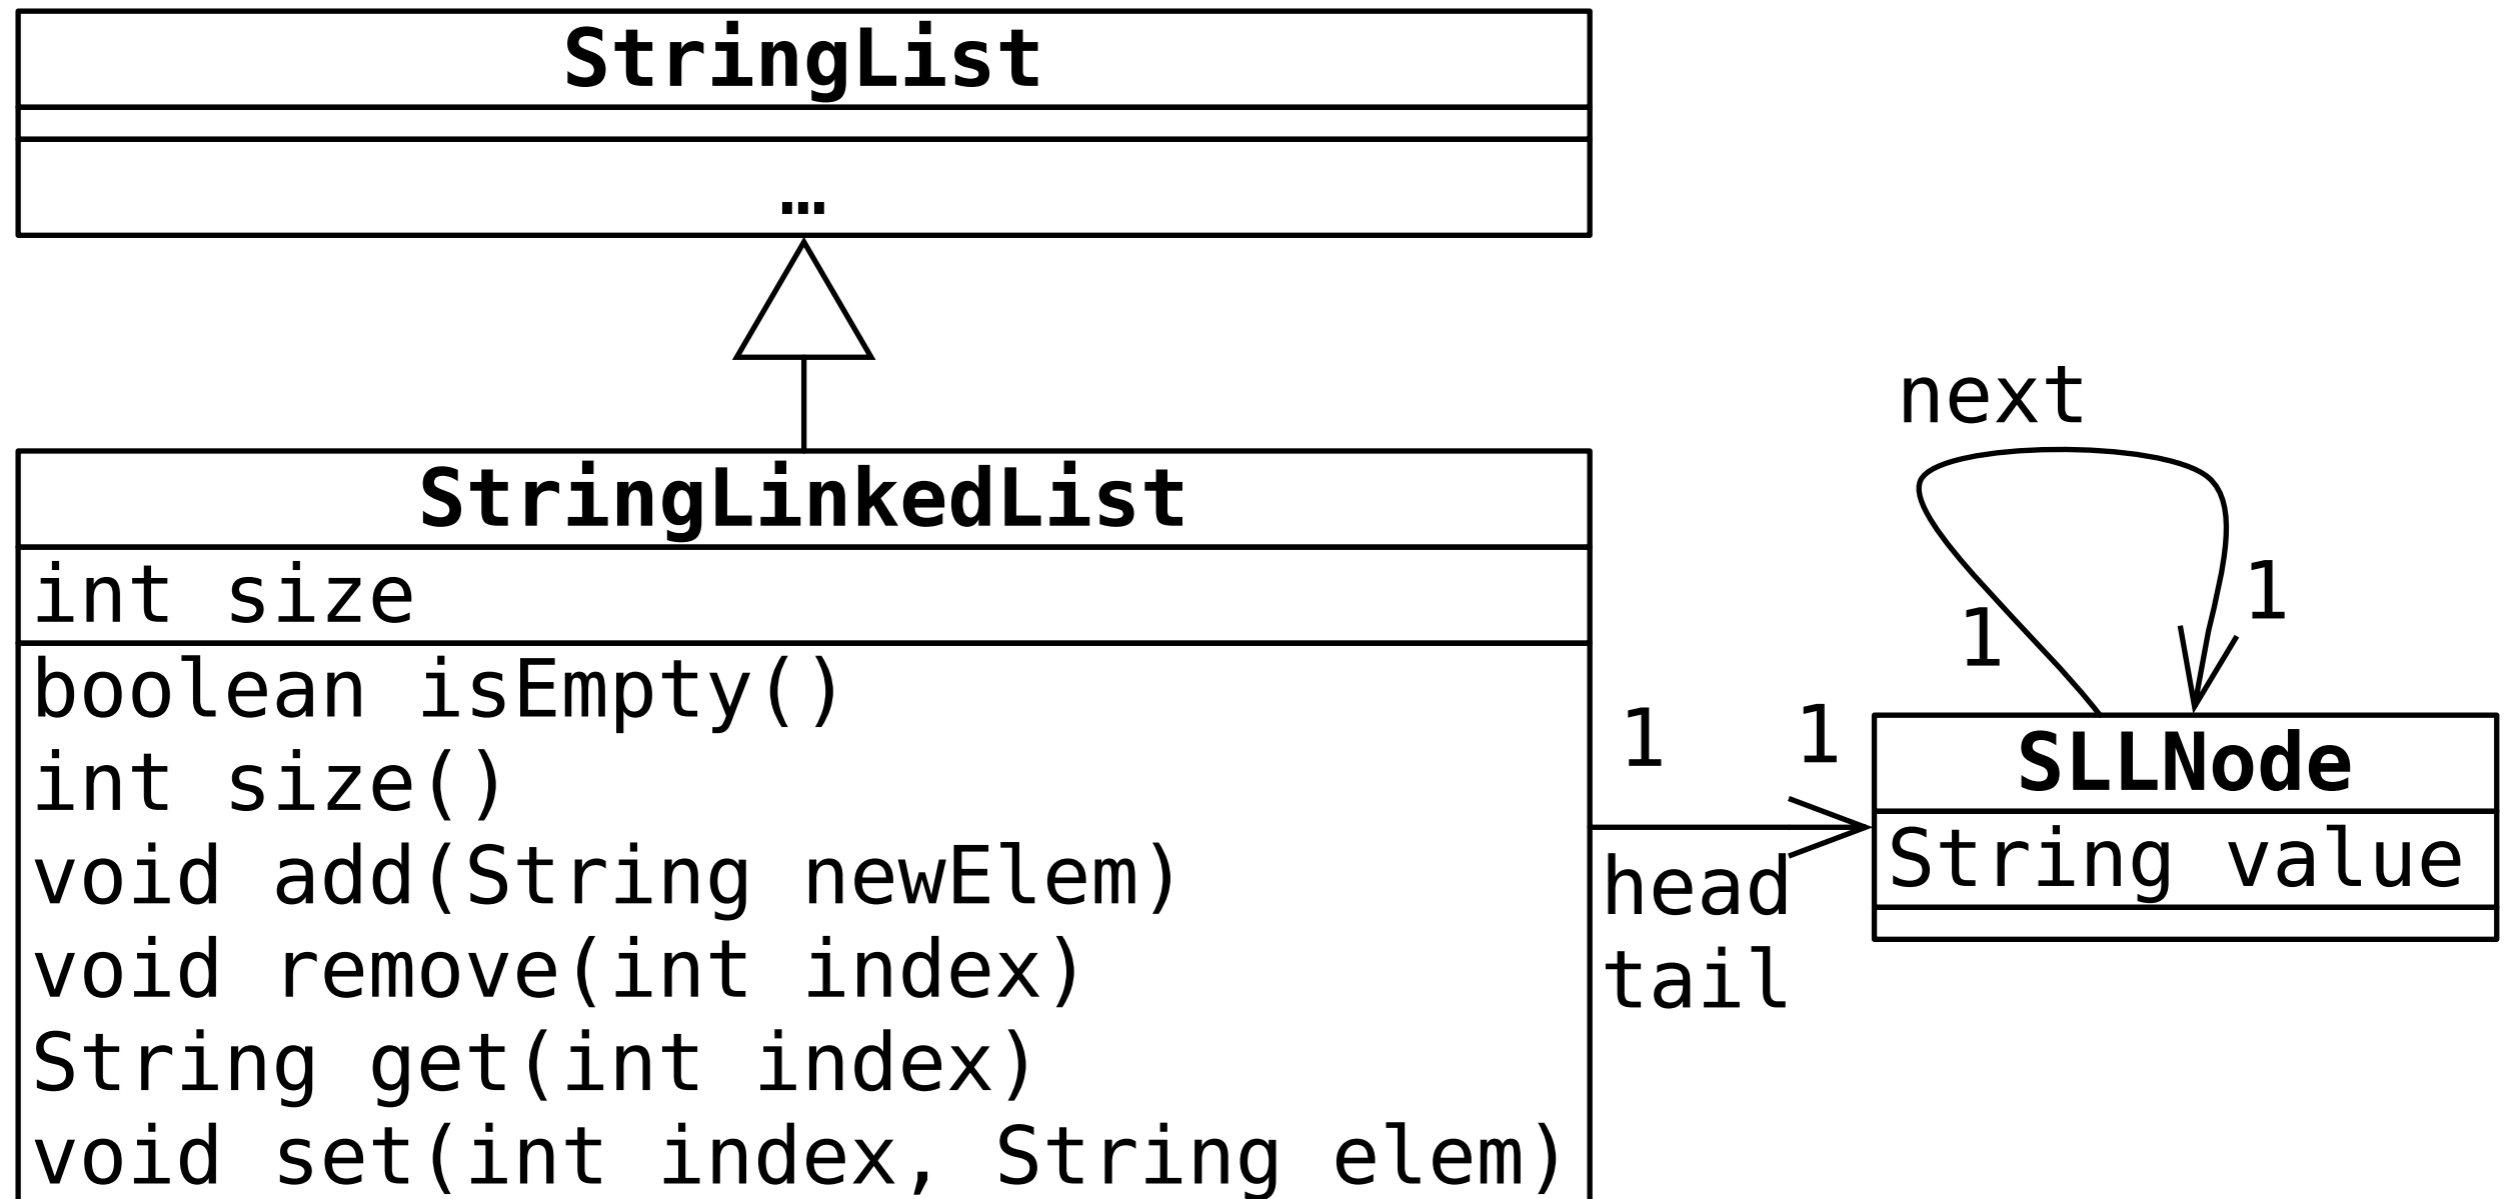 StringList
…
StringLinkedList
int size
boolean isEmpty()
int size()
void add(String newElem)
void remove(int index)
String get(int index)
void set(int index, String elem)
1
1
head
tail
next
1
1
SLLNode
String value